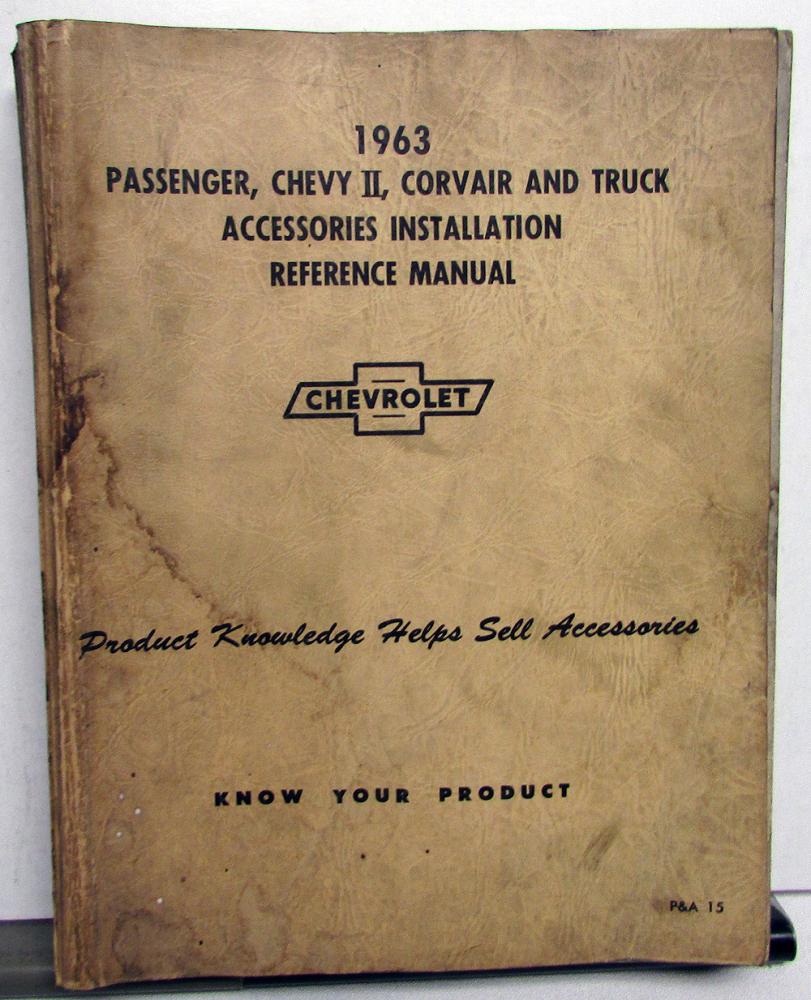 1963
PASSENGER, CHEVY II, CORVAIR AND TRUCK
ACCESSORIES INSTALLATION
REFERENCE MANUAL
CHEVROLET
Product Knowledge Helps Sell Accessories
KNOW YOUR PRODUCT
P&A 15